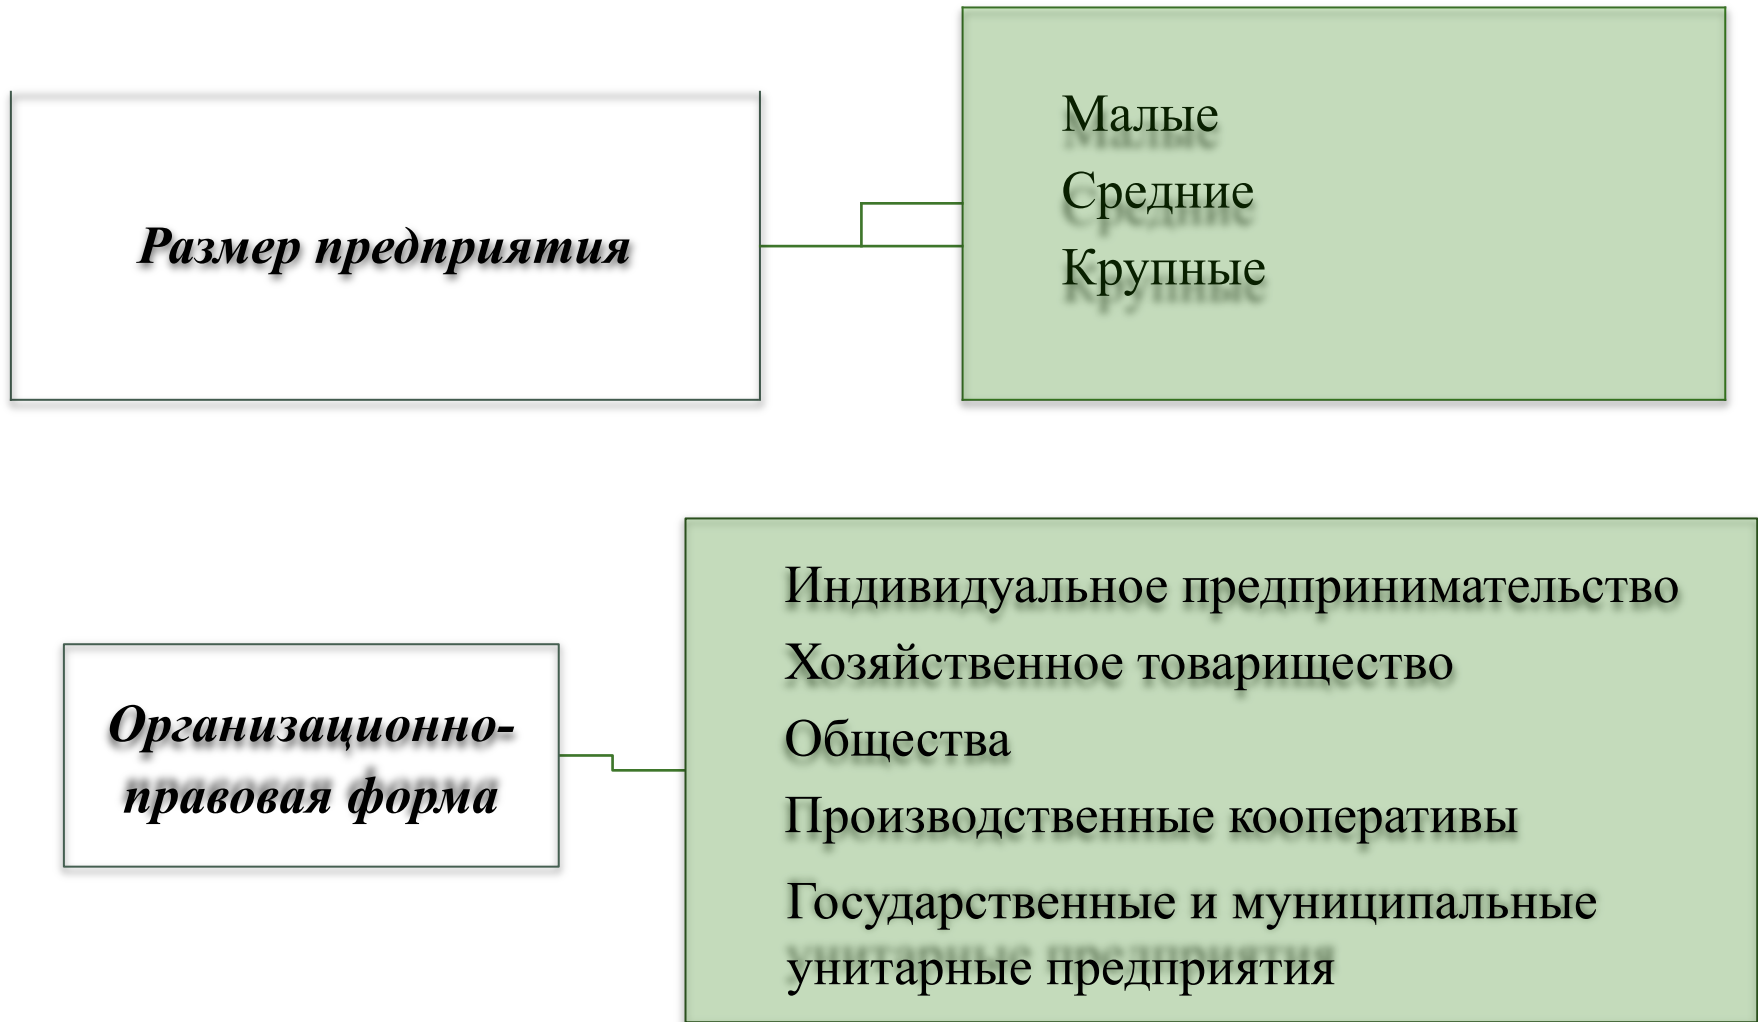 Размер предприятия
Малые
Средние
Крупные
Организационно-
правовая форма
Индивидуальное предпринимательство
Хозяйственное товарищество
Общества
Производственные кооперативы
Государственные и муниципальные
унитарные предприятия